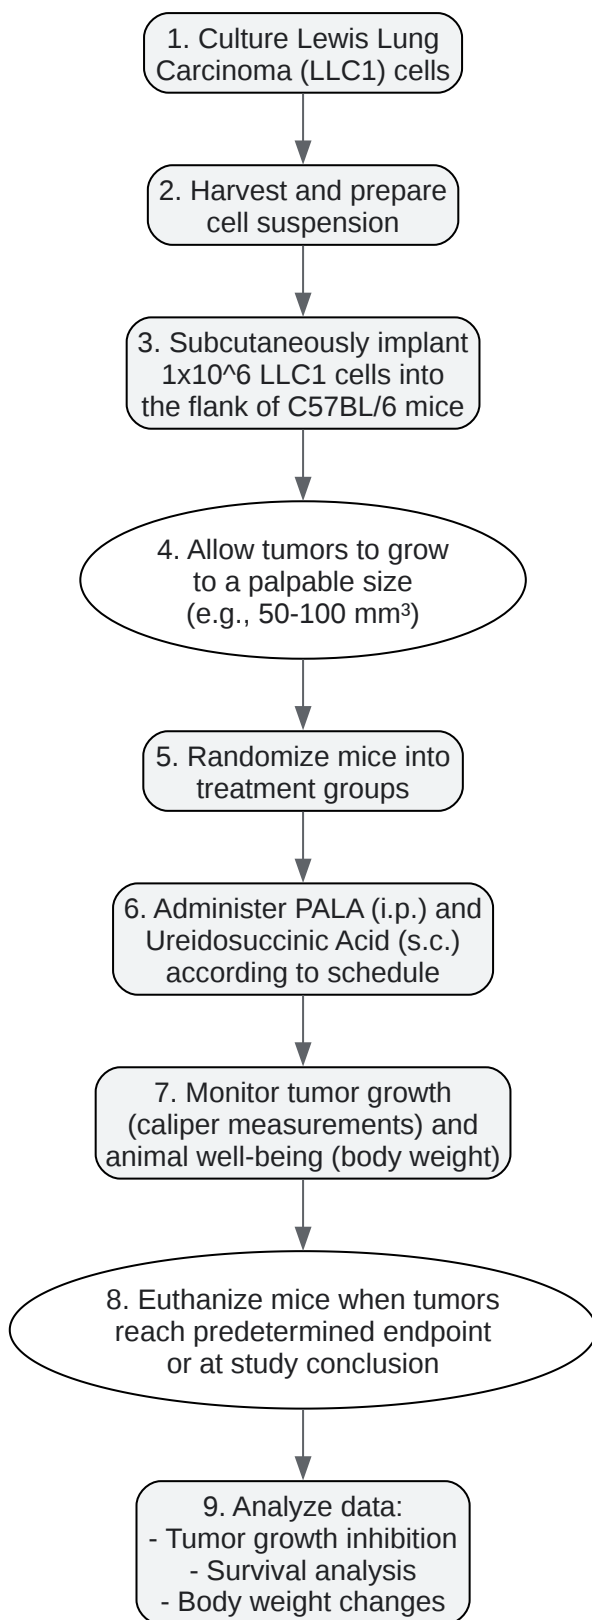 1. Culture Lewis Lung
Carcinoma (LLC1) cells
2. Harvest and prepare
cell suspension
3. Subcutaneously implant
1x10^6 LLC1 cells into
the flank of C57BL/6 mice
4. Allow tumors to grow
to a palpable size
(e.g., 50-100 mm³)
5. Randomize mice into
treatment groups
6. Administer PALA (i.p.) and
Ureidosuccinic Acid (s.c.)
according to schedule
7. Monitor tumor growth
(caliper measurements) and
animal well-being (body weight)
8. Euthanize mice when tumors
reach predetermined endpoint
or at study conclusion
9. Analyze data:
- Tumor growth inhibition
- Survival analysis
- Body weight changes